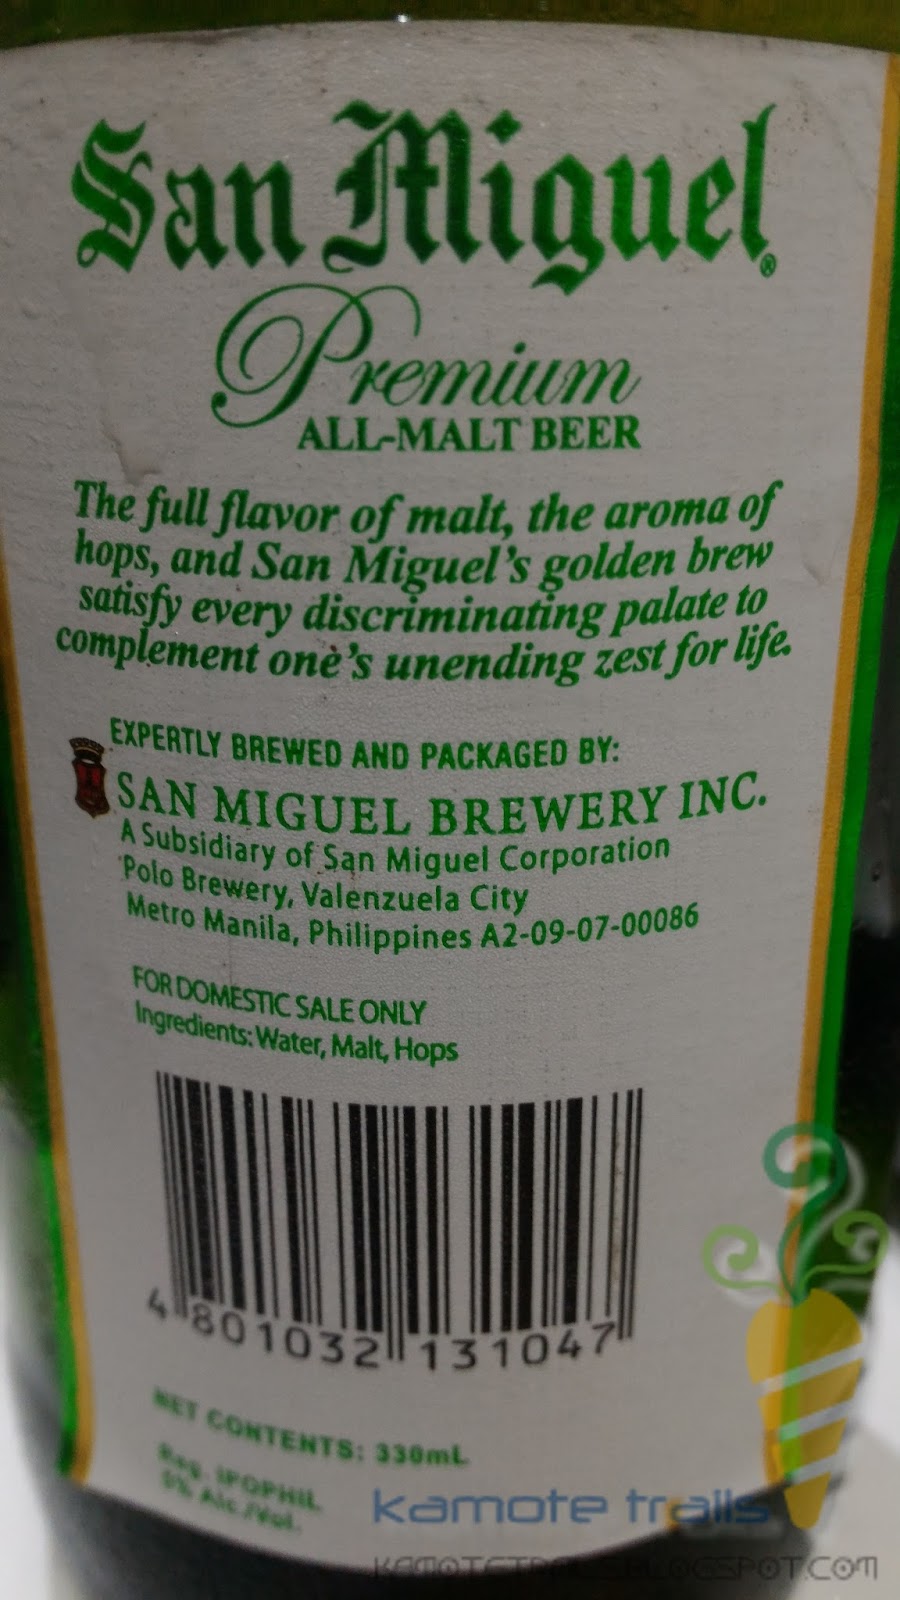 San Miguel®
Premium
ALL-MALT BEER
The full flavor of malt, the aroma of
hops, and San Miguel's golden brew
satisfy every discriminating palate to
complement one's unending zest for life.
EXPERTLY BREWED AND PACKAGED BY:
SAN MIGUEL BREWERY INC.
A Subsidiary of San Miguel Corporation
Polo Brewery, Valenzuela City
Metro Manila, Philippines A2-09-07-00086
FOR DOMESTIC SALE ONLY
Ingredients: Water, Malt, Hops
4 801032 131047
NET CONTENTS: 330mL
Reg. IPOPHIL
5% Alc./Vol.
kamote trails
KAMOTETRAILS.BLOGSPOT.COM